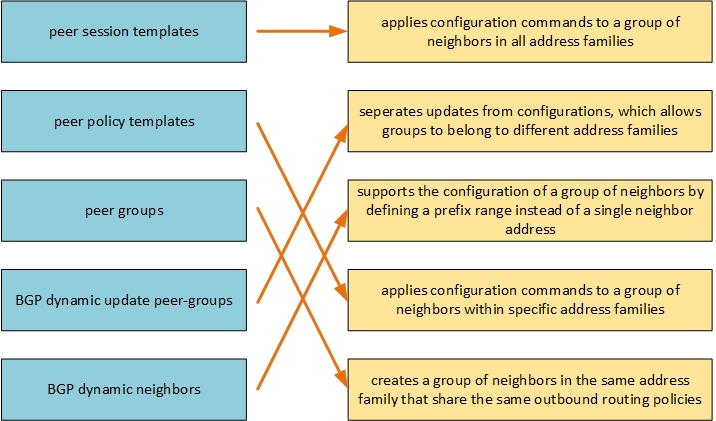 peer session templates
applies configuration commands to a group of
neighbors in all address families
peer policy templates
seperates updates from configurations, which allows
groups to belong to different address families
peer groups
supports the configuration of a group of neighbors by
defining a prefix range instead of a single neighbor
address
BGP dynamic update peer-groups
applies configuration commands to a group of
neighbors within specific address families
BGP dynamic neighbors
creates a group of neighbors in the same address
family that share the same outbound routing policies